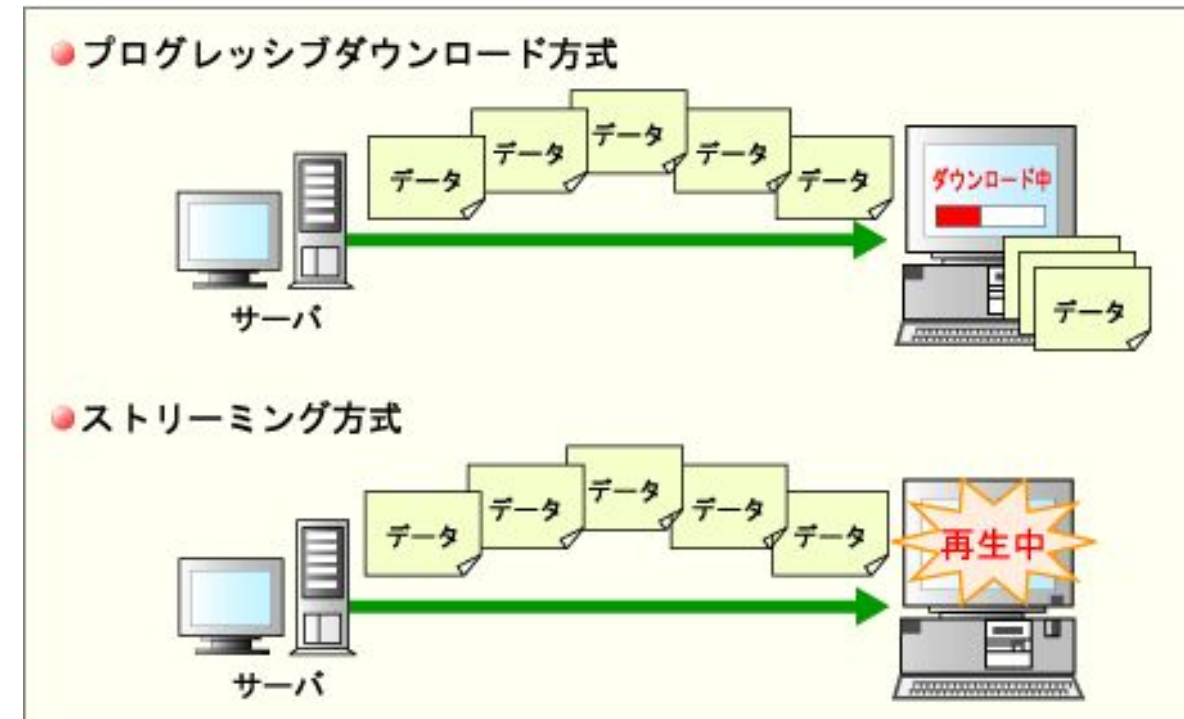 プログレッシブダウンロード方式
データ
データ
データ
データ
データ
ダウンロード中
データ
サーバ
ストリーミング方式
データ
データ
データ
データ
データ
再生中
サーバ